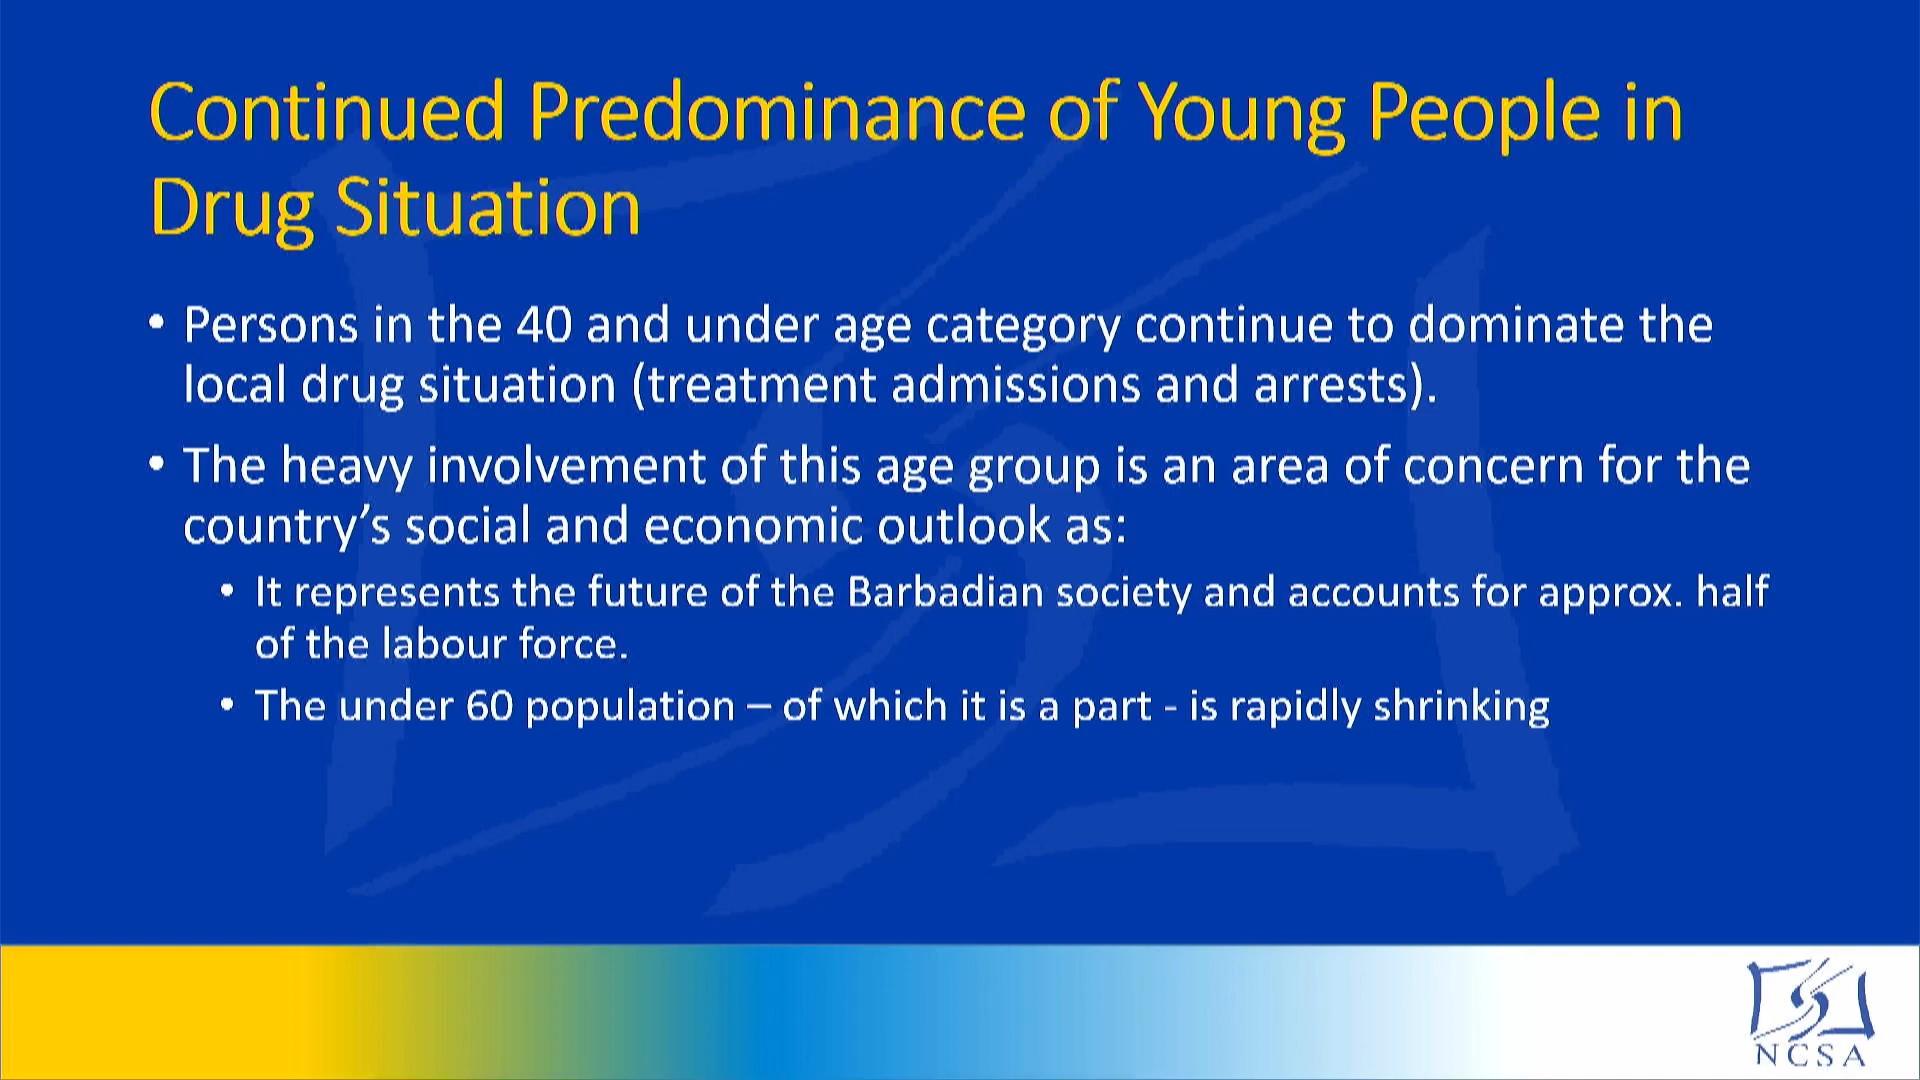 Continued Predominance of Young People in
Drug Situation
• Persons in the 40 and under age category continue to dominate the
local drug situation (treatment admissions and arrests).
• The heavy involvement of this age group is an area of concern for the
country’s social and economic outlook as:
• It represents the future of the Barbadian society and accounts for approx. half
of the labour force.
• The under 60 population – of which it is a part - is rapidly shrinking
NCSA